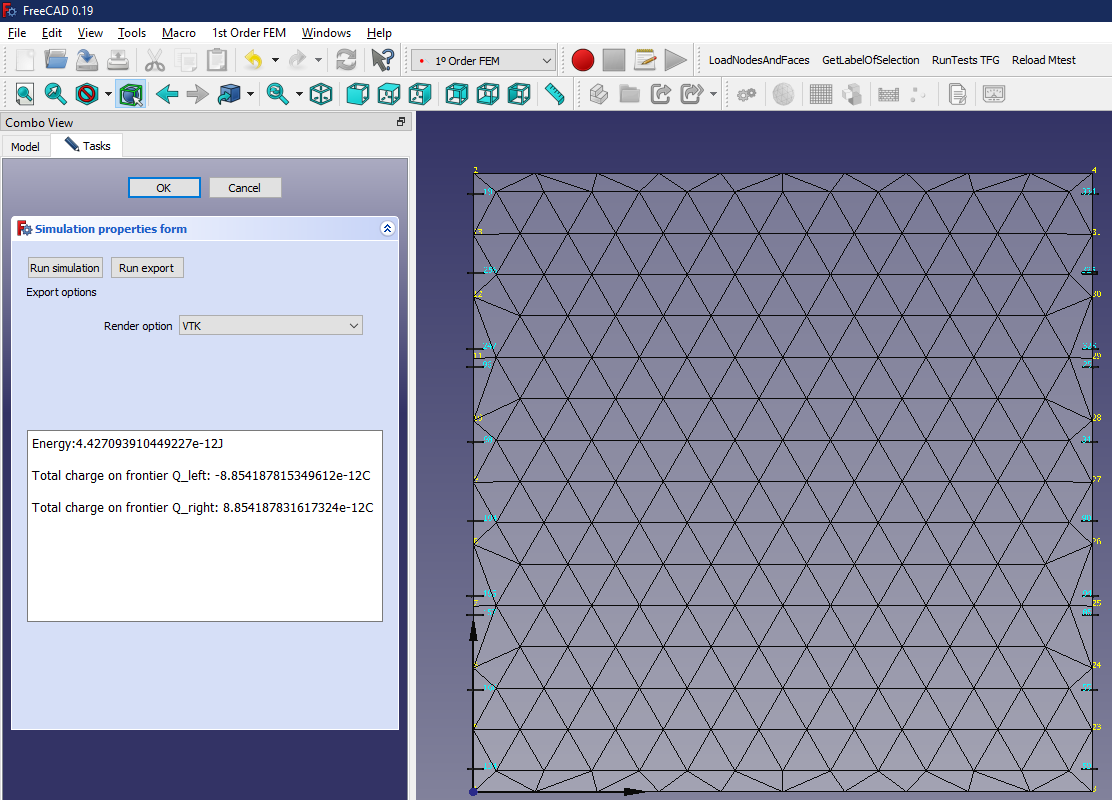 FreeCAD 0.19
File Edit View Tools Macro 1st Order FEM Windows Help
1º Order FEM LoadNodesAndFaces GetLabelOfSelection RunTests TFG Reload Mtest
Combo View
Model Tasks
OK Cancel
Simulation properties form
Run simulation Run export
Export options
Render option VTK
Energy:4.427093910449227e-12J
Total charge on frontier Q_left: -8.854187815349612e-12C
Total charge on frontier Q_right: 8.854187831617324e-12C
4
30
29
28
27
26
25
24
23